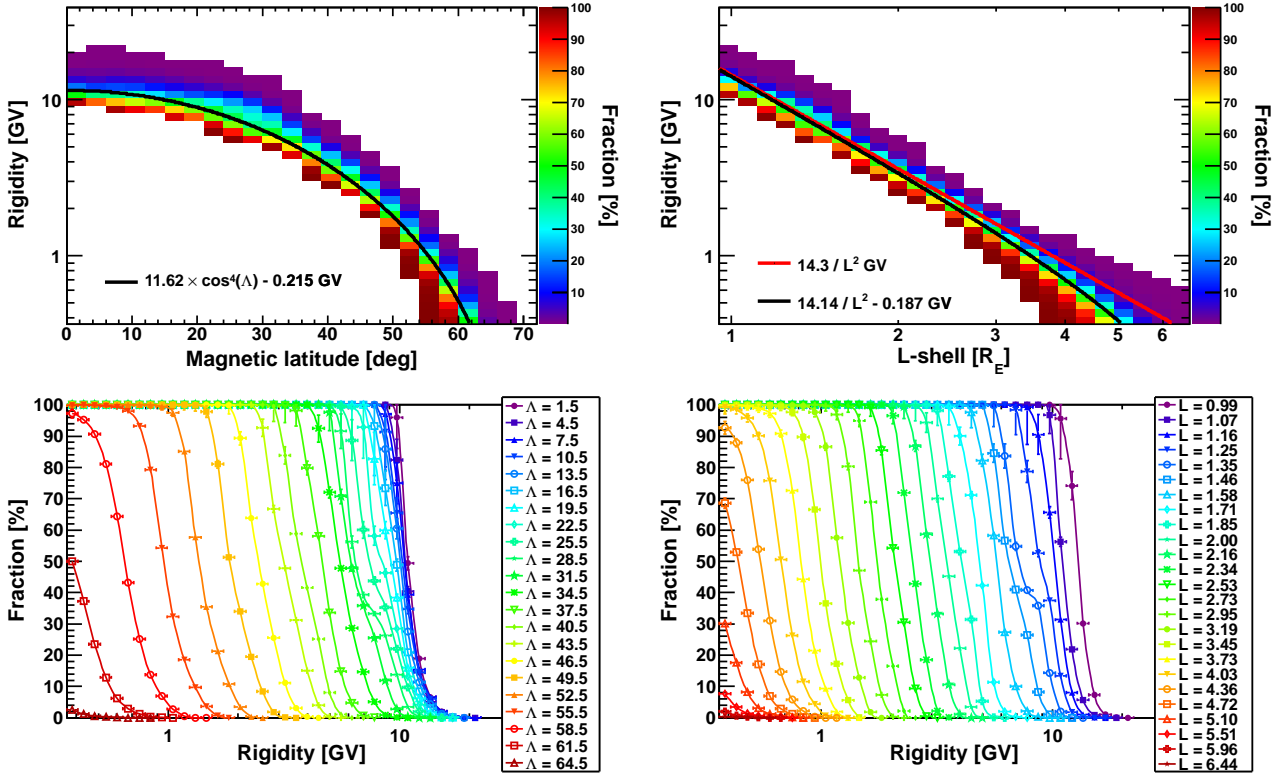 Rigidity [GV]
10
1
11.62 × cos⁴(Λ) - 0.215 GV
0 10 20 30 40 50 60 70
Magnetic latitude [deg]
100
90
80
70
60
50
40
30
20
10
Fraction [%]
Rigidity [GV]
10
1
14.3 / L² GV
14.14 / L² - 0.187 GV
1 2 3 4 5 6
L-shell [R_E]
100
90
80
70
60
50
40
30
20
10
Fraction [%]
Fraction [%]
100
90
80
70
60
50
40
30
20
10
0
1 10
Rigidity [GV]
Λ = 1.5
Λ = 4.5
Λ = 7.5
Λ = 10.5
Λ = 13.5
Λ = 16.5
Λ = 19.5
Λ = 22.5
Λ = 25.5
Λ = 28.5
Λ = 31.5
Λ = 34.5
Λ = 37.5
Λ = 40.5
Λ = 43.5
Λ = 46.5
Λ = 49.5
Λ = 52.5
Λ = 55.5
Λ = 58.5
Λ = 61.5
Λ = 64.5
Fraction [%]
100
90
80
70
60
50
40
30
20
10
0
1 10
Rigidity [GV]
L = 0.99
L = 1.07
L = 1.16
L = 1.25
L = 1.35
L = 1.46
L = 1.58
L = 1.71
L = 1.85
L = 2.00
L = 2.16
L = 2.34
L = 2.53
L = 2.73
L = 2.95
L = 3.19
L = 3.45
L = 3.73
L = 4.03
L = 4.36
L = 4.72
L = 5.10
L = 5.51
L = 5.96
L = 6.44